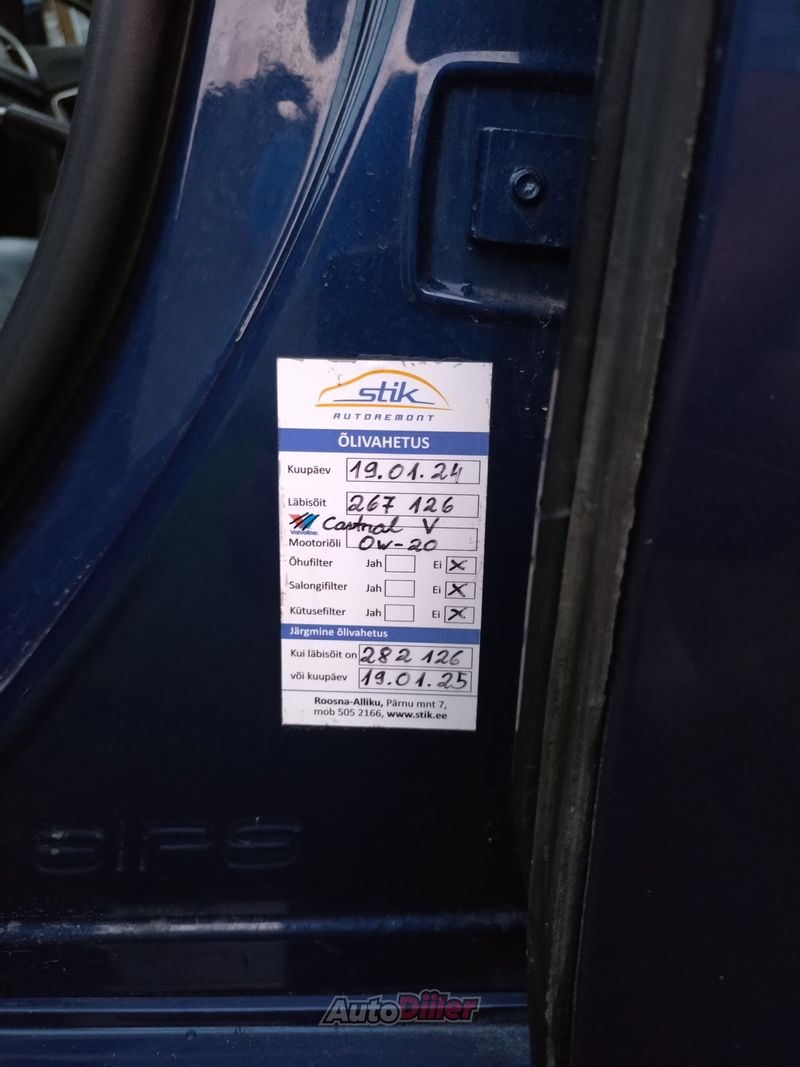 stik
AUTOREMONT
ÕLIVAHETUS
Kuupäev 19.01.24
Läbisõit 267 126
Valvoline Castrol V
Mootoriõli 0w-20
Õhufilter Jah Ei X
Salongifilter Jah Ei X
Kütusefilter Jah Ei X
Järgmine õlivahetus
Kui läbisõit on 282 126
või kuupäev 19.01.25
Roosna-Alliku, Pärnu mnt 7,
mob 505 2166, www.stik.ee
SIPS
AutoDiiler